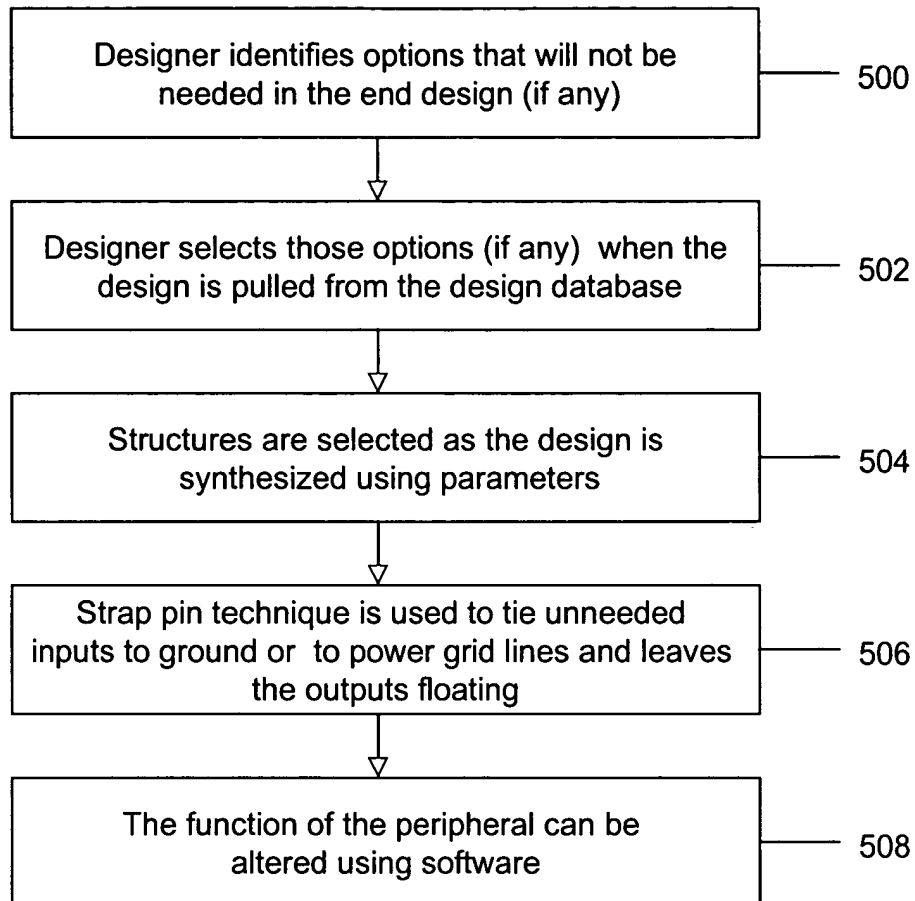 Designer identifies options that will not be
needed in the end design (if any)
500
Designer selects those options (if any) when the
design is pulled from the design database
502
Structures are selected as the design is
synthesized using parameters
504
Strap pin technique is used to tie unneeded
inputs to ground or to power grid lines and leaves
the outputs floating
506
The function of the peripheral can be
altered using software
508